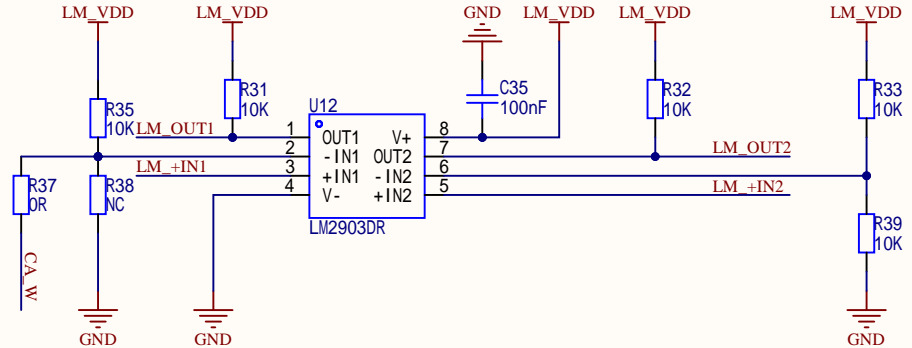 LM_VDD
LM_VDD
GND
LM_VDD
LM_VDD
LM_VDD
R35
10K
R31
10K
C35
100nF
R32
10K
R33
10K
U12
LM_OUT1
1
OUT1
V+
8
2
-IN1
OUT2
7
LM_OUT2
LM_+IN1
3
+IN1
-IN2
6
4
V-
+IN2
5
LM_+IN2
R37
0R
R38
NC
LM2903DR
R39
10K
CA_W
GND
GND
GND